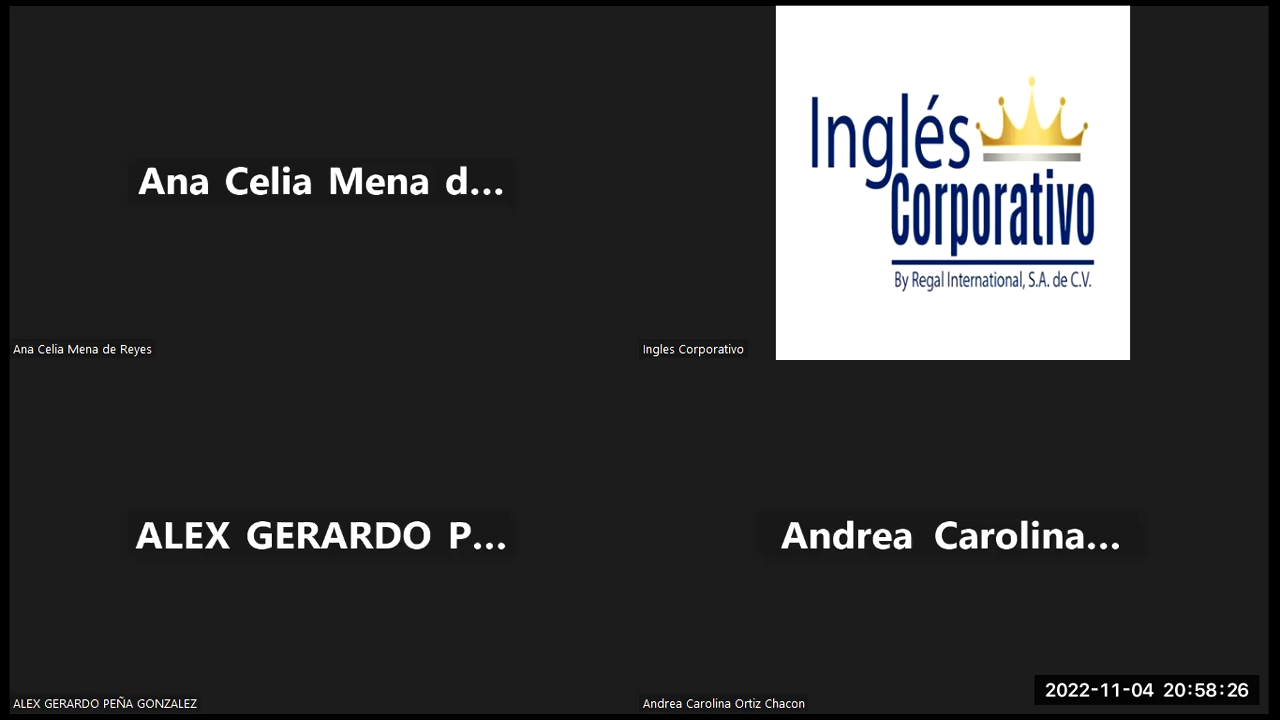 Ana Celia Mena d...
Ana Celia Mena de Reyes
Inglés
Corporativo
By Regal International, S.A. de C.V.
Ingles Corporativo
ALEX GERARDO P...
ALEX GERARDO PEÑA GONZALEZ
Andrea Carolina...
Andrea Carolina Ortiz Chacon
2022-11-04 20:58:26